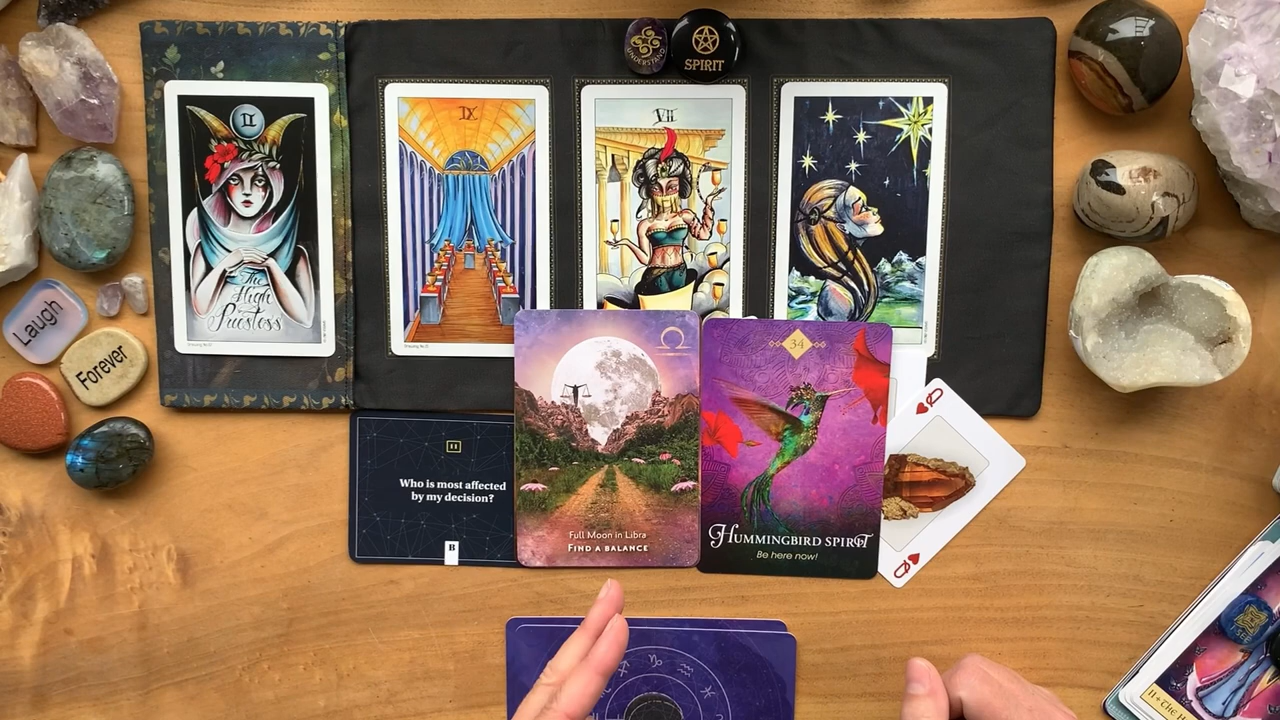 UNDERSTAND
SPIRIT
II
The
High
Priestess
IX
VII
Laugh
Forever
Who is most affected
by my decision?
B
Full Moon in Libra
FIND A BALANCE
34
HUMMINGBIRD SPIRIT
Be here now!
Q
Q